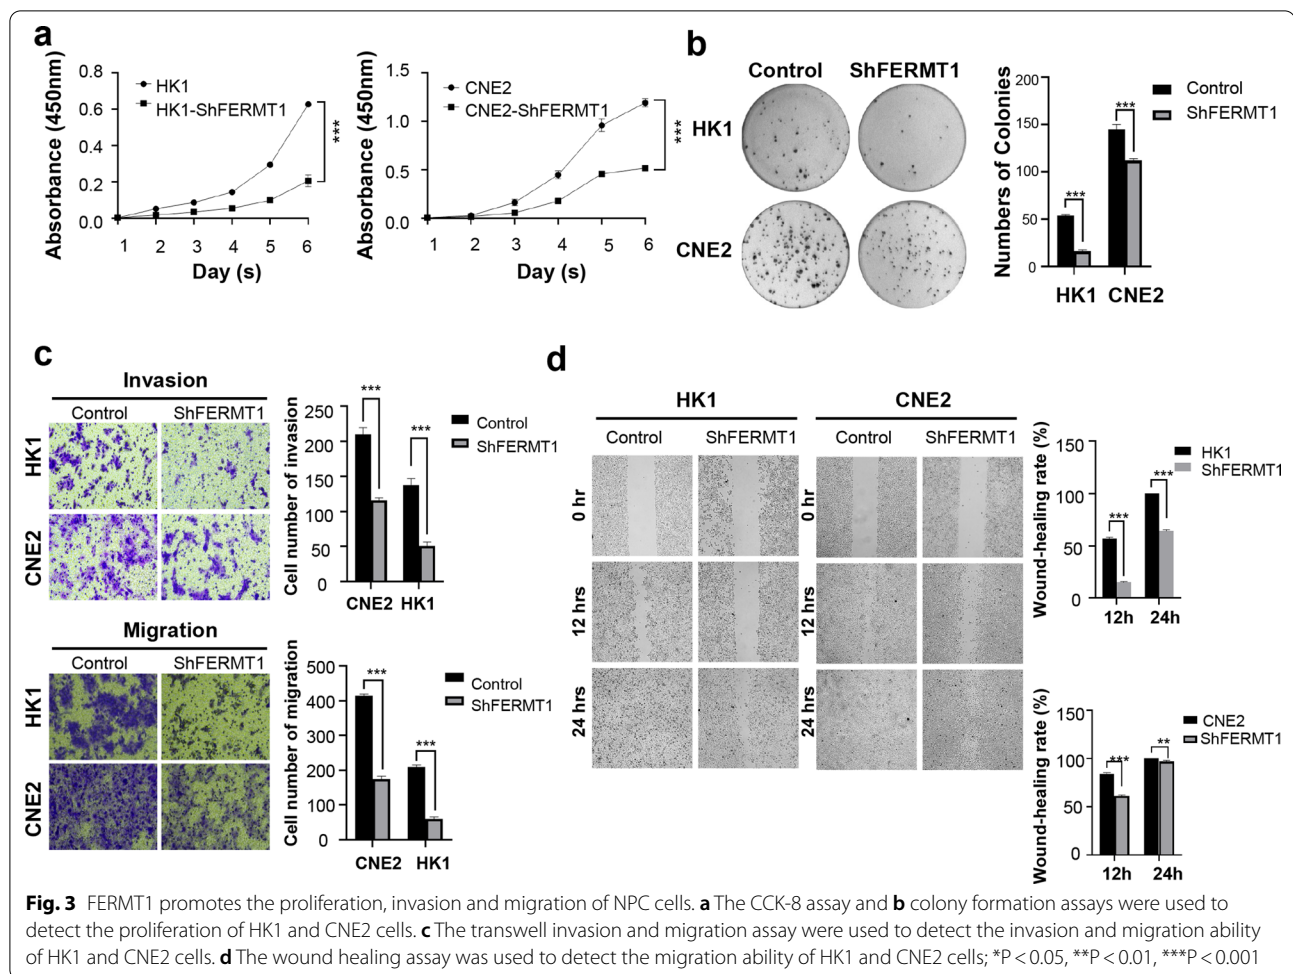 a
Absorbance (450nm)
0.8
0.6
0.4
0.2
0.0
HK1
HK1-ShFERMT1
***
1 2 3 4 5 6
Day (s)
Absorbance (450nm)
1.5
1.0
0.5
0.0
CNE2
CNE2-ShFERMT1
***
1 2 3 4 5 6
Day (s)
b
Control ShFERMT1
HK1
CNE2
Numbers of Colonies
200
150
100
50
0
Control
ShFERMT1
***
***
HK1 CNE2
c
Invasion
Control ShFERMT1
HK1
CNE2
Cell number of invasion
250
200
150
100
50
0
***
***
Control
ShFERMT1
CNE2 HK1
Migration
Control ShFERMT1
HK1
CNE2
Cell number of migration
400
300
200
100
0
***
***
Control
ShFERMT1
CNE2 HK1
d
HK1 CNE2
Control ShFERMT1 Control ShFERMT1
0 hr 0 hr
12 hrs 12 hrs
24 hrs 24 hrs
Wound-healing rate (%)
150
100
50
0
HK1
ShFERMT1
***
***
12h 24h
Wound-healing rate (%)
150
100
50
0
CNE2
ShFERMT1
***
**
12h 24h
Fig. 3 FERMT1 promotes the proliferation, invasion and migration of NPC cells. a The CCK-8 assay and b colony formation assays were used to
detect the proliferation of HK1 and CNE2 cells. c The transwell invasion and migration assay were used to detect the invasion and migration ability
of HK1 and CNE2 cells. d The wound healing assay was used to detect the migration ability of HK1 and CNE2 cells; *P < 0.05, **P < 0.01, ***P < 0.001